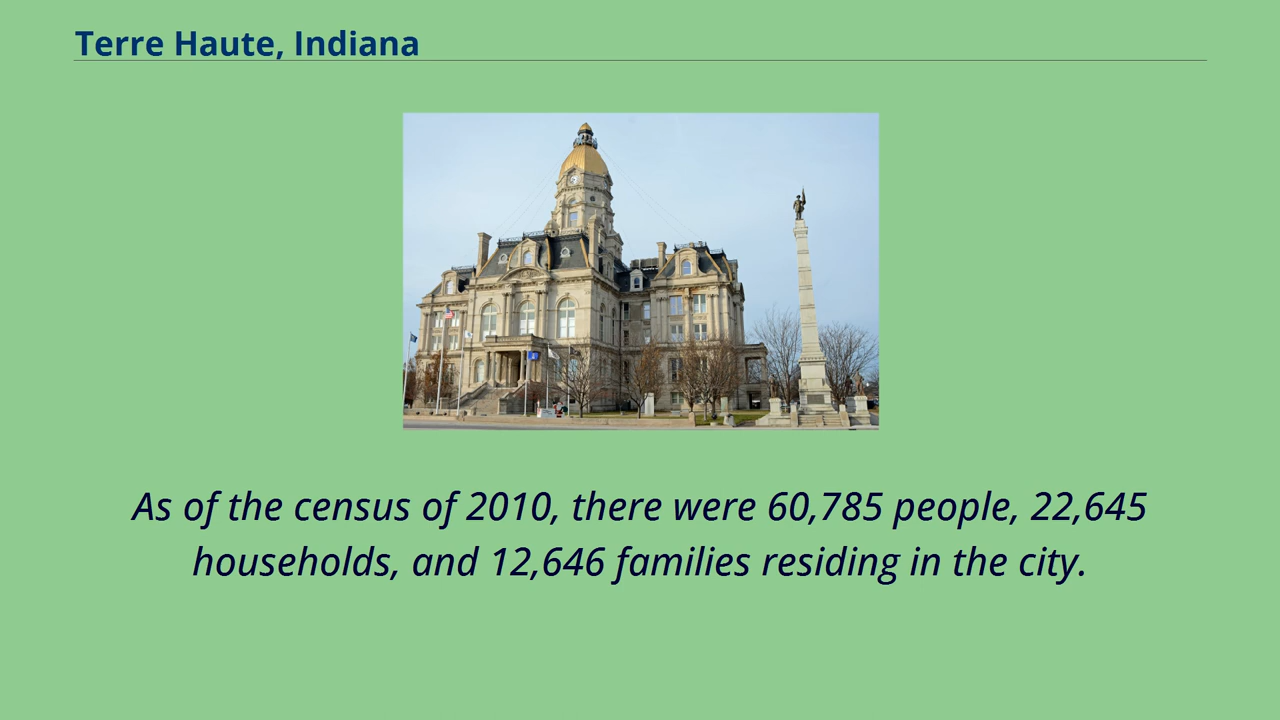 Terre Haute, Indiana
As of the census of 2010, there were 60,785 people, 22,645
households, and 12,646 families residing in the city.